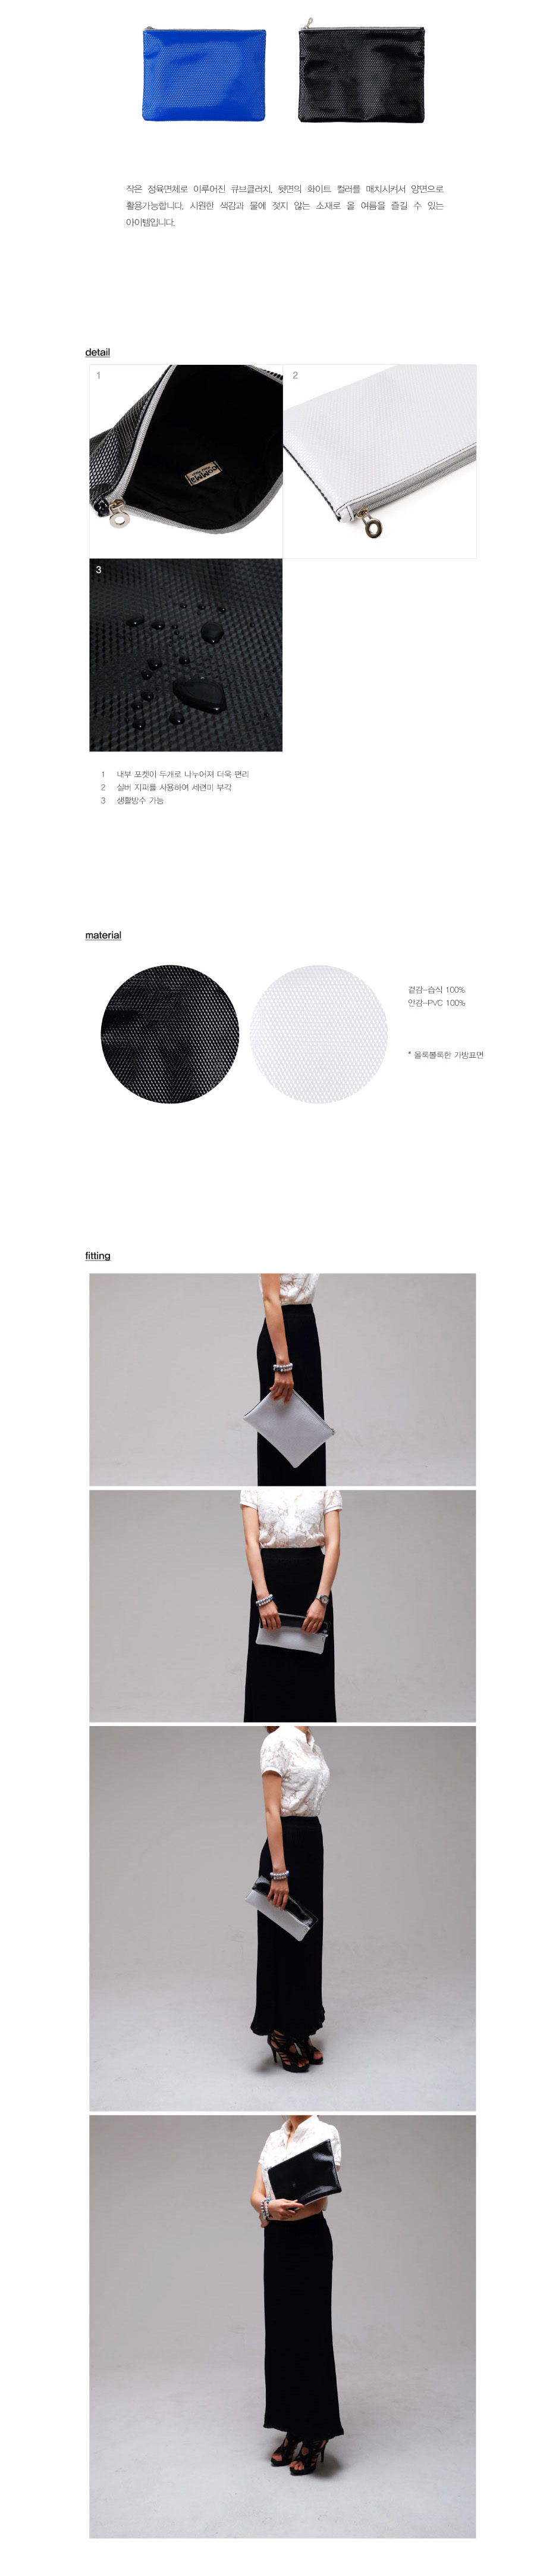 작은 정육면체로 이루어진 큐브클러치, 뒷면의 화이트 컬러를 매치시켜서 양면으로
활용가능합니다. 시원한 색감과 물에 젖지 않는 소재로 올 여름을 즐길 수 있는
아이템입니다.
detail
1
2
3
1 내부 포켓이 두개로 나누어져 더욱 편리
2 실버 지퍼를 사용하여 세련미 부각
3 생활방수 가능
material
겉감-습식 100%
안감-PVC 100%
* 올록볼록한 가방표면
fitting